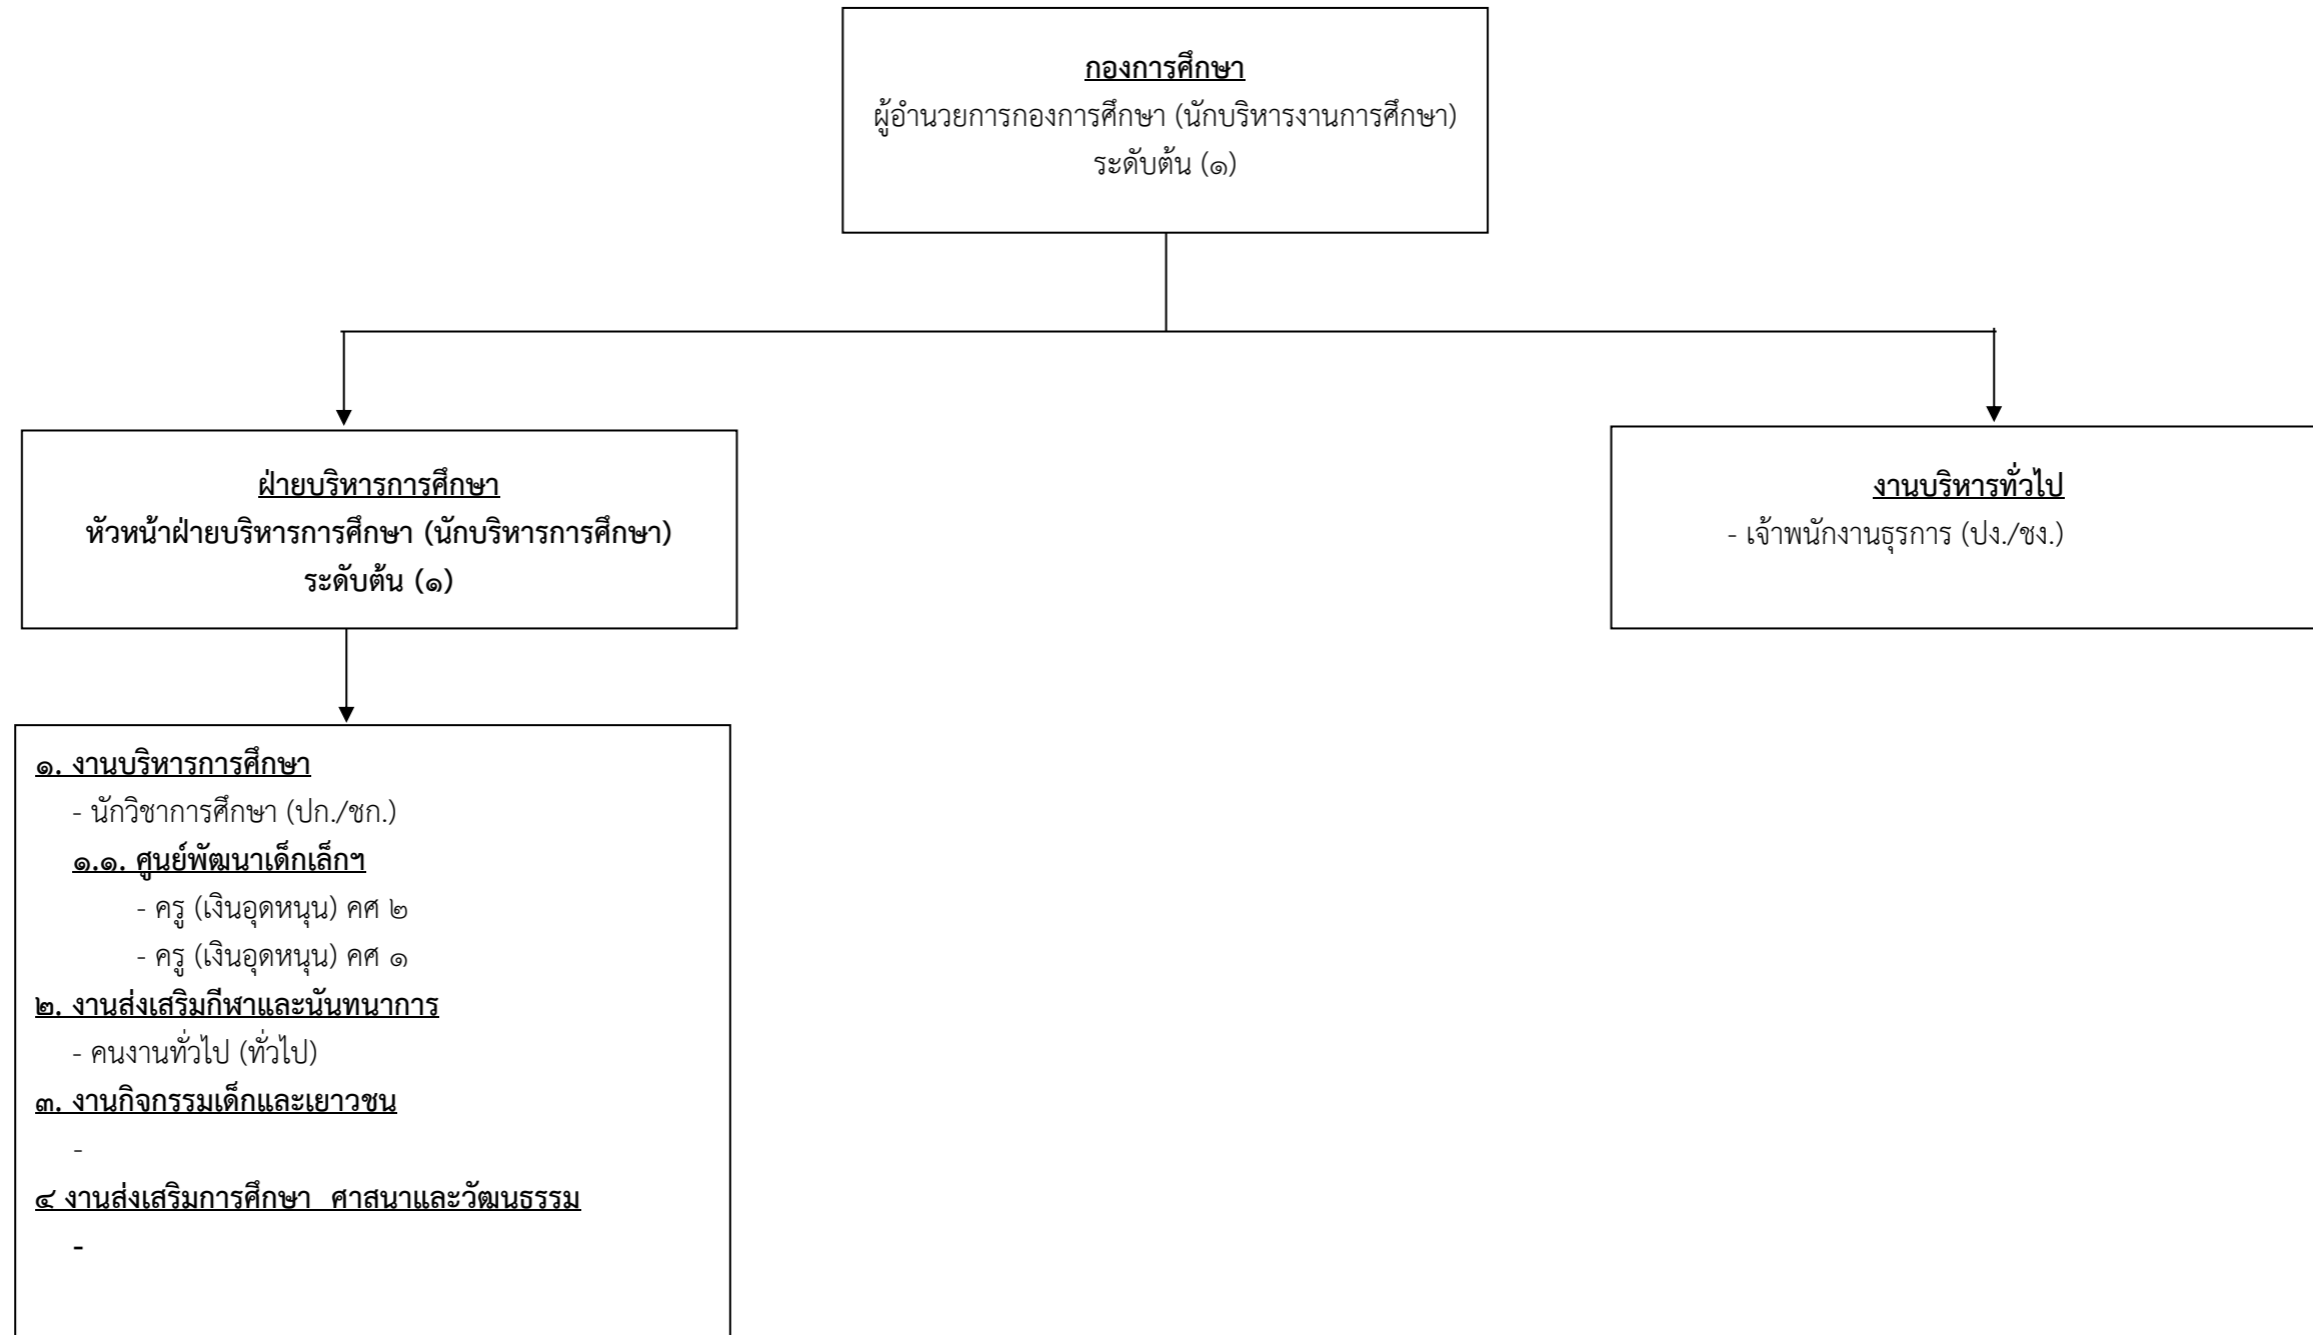 กองการศึกษา
ผู้อำนวยการกองการศึกษา (นักบริหารงานการศึกษา)
ระดับต้น (๑)
ฝ่ายบริหารการศึกษา
หัวหน้าฝ่ายบริหารการศึกษา (นักบริหารการศึกษา)
ระดับต้น (๑)
งานบริหารทั่วไป
- เจ้าพนักงานธุรการ (ปง./ชง.)
๑. งานบริหารการศึกษา
- นักวิชาการศึกษา (ปก./ชก.)
๑.๑. ศูนย์พัฒนาเด็กเล็กฯ
- ครู (เงินอุดหนุน) คศ ๒
- ครู (เงินอุดหนุน) คศ ๑
๒. งานส่งเสริมกีฬาและนันทนาการ
- คนงานทั่วไป (ทั่วไป)
๓. งานกิจกรรมเด็กและเยาวชน
-
๔ งานส่งเสริมการศึกษา ศาสนาและวัฒนธรรม
-